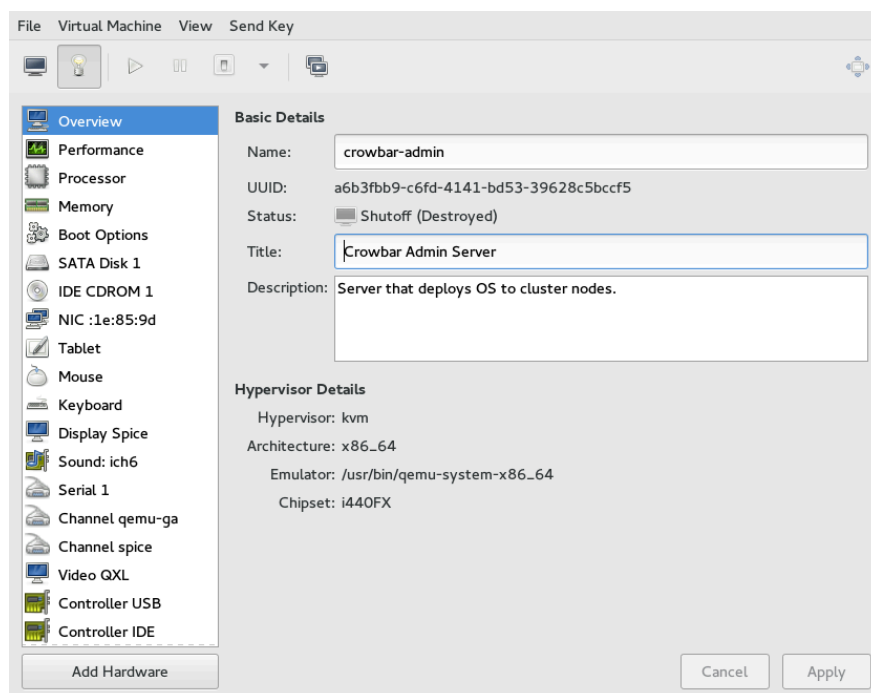 File Virtual Machine View Send Key
Overview
Performance
Processor
Memory
Boot Options
SATA Disk 1
IDE CDROM 1
NIC :1e:85:9d
Tablet
Mouse
Keyboard
Display Spice
Sound: ich6
Serial 1
Channel qemu-ga
Channel spice
Video QXL
Controller USB
Controller IDE
Add Hardware
Basic Details
Name: crowbar-admin
UUID: a6b3fbb9-c6fd-4141-bd53-39628c5bccf5
Status: Shutoff (Destroyed)
Title: Crowbar Admin Server
Description: Server that deploys OS to cluster nodes.
Hypervisor Details
Hypervisor: kvm
Architecture: x86_64
Emulator: /usr/bin/qemu-system-x86_64
Chipset: i440FX
Cancel Apply